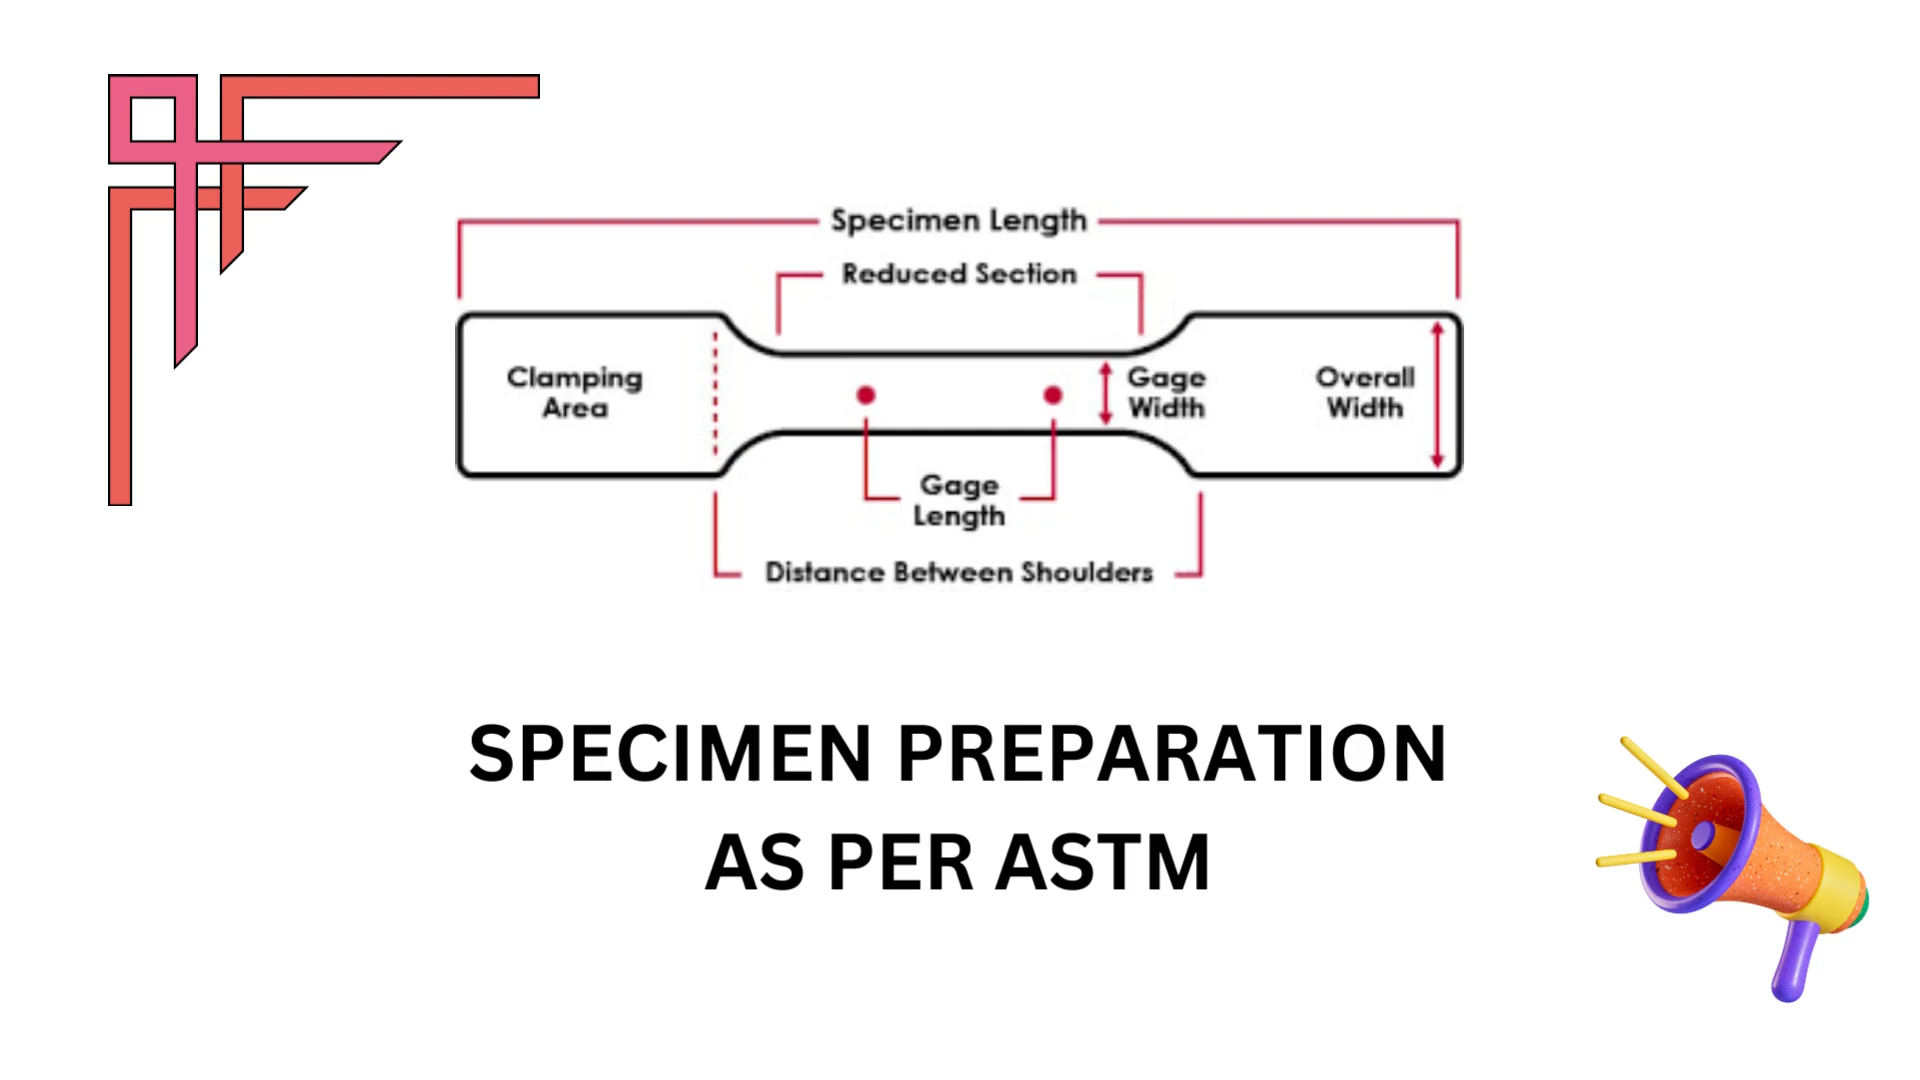 Specimen Length
Reduced Section
Clamping
Area
Gage
Width
Overall
Width
Gage
Length
Distance Between Shoulders
SPECIMEN PREPARATION
AS PER ASTM